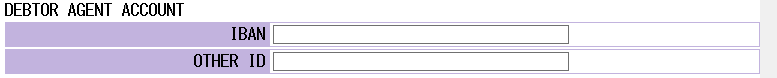 DEBTOR AGENT ACCOUNT
IBAN
OTHER ID